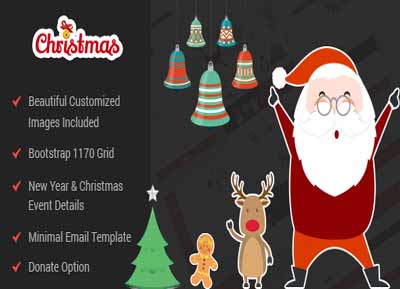 Christmas
Beautiful Customized
Images Included
Bootstrap 1170 Grid
New Year & Christmas
Event Details
Minimal Email Template
Donate Option